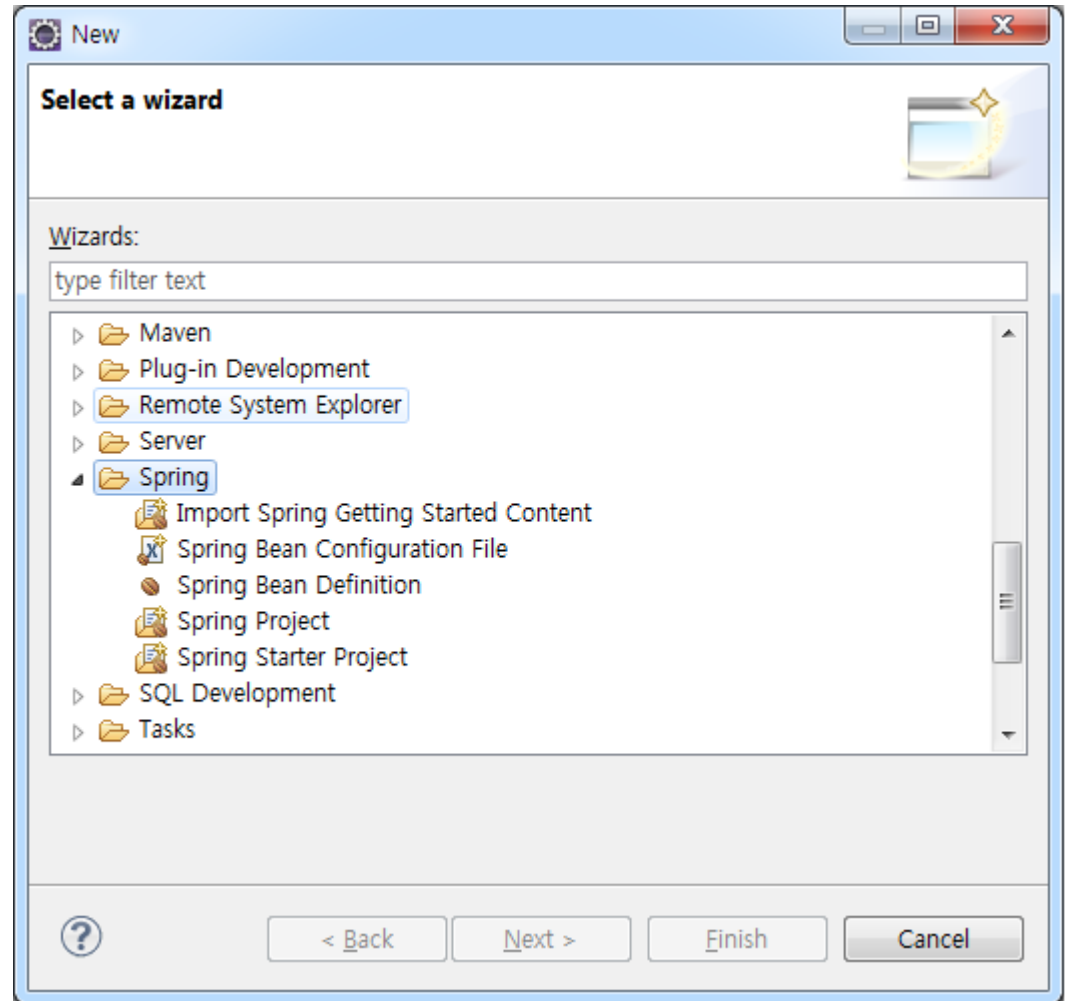 New
Select a wizard
Wizards:
type filter text
Maven
Plug-in Development
Remote System Explorer
Server
Spring
Import Spring Getting Started Content
Spring Bean Configuration File
Spring Bean Definition
Spring Project
Spring Starter Project
SQL Development
Tasks
< Back Next > Finish Cancel